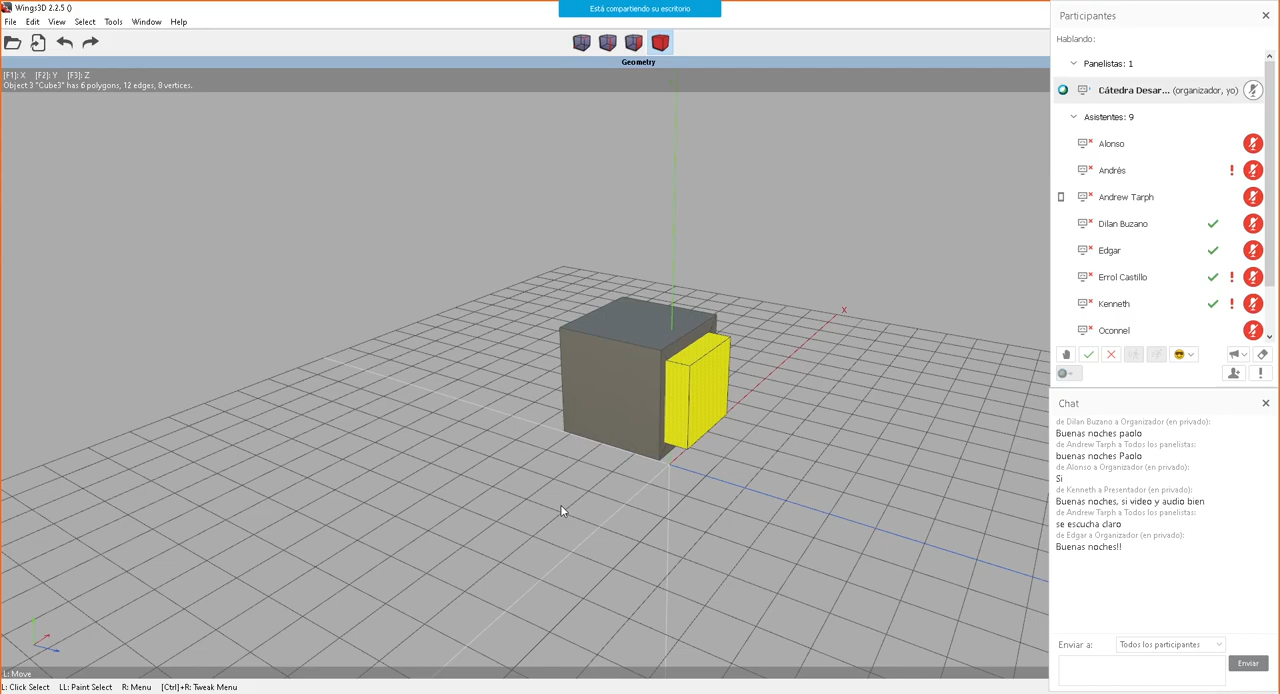 Wings3D 2.2.5 ()
Está compartiendo su escritorio
File Edit View Select Tools Window Help
Geometry
[F1]: X [F2]: Y [F3]: Z
Object 3 "Cube3" has 6 polygons, 12 edges, 8 vertices.
X
L: Move
L: Click Select LL: Paint Select R: Menu [Ctrl]+R: Tweak Menu
Participantes
Hablando:
Panelistas: 1
Cátedra Desar... (organizador, yo)
Asistentes: 9
Alonso
Andrés
Andrew Tarph
Dilan Buzano
Edgar
Errol Castillo
Kenneth
Oconnel
Chat
de Dilan Buzano a Organizador (en privado):
Buenas noches paolo
de Andrew Tarph a Todos los panelistas:
buenas noches Paolo
de Alonso a Organizador (en privado):
Si
de Kenneth a Presentador (en privado):
Buenas noches, si video y audio bien
de Andrew Tarph a Todos los panelistas:
se escucha claro
de Edgar a Organizador (en privado):
Buenas noches!!
Enviar a: Todos los participantes
Enviar